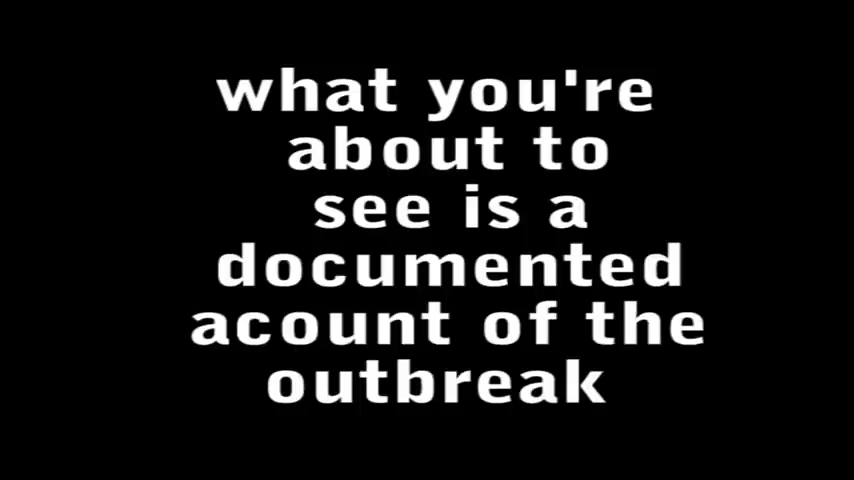 what you're
about to
see is a
documented
acount of the
outbreak